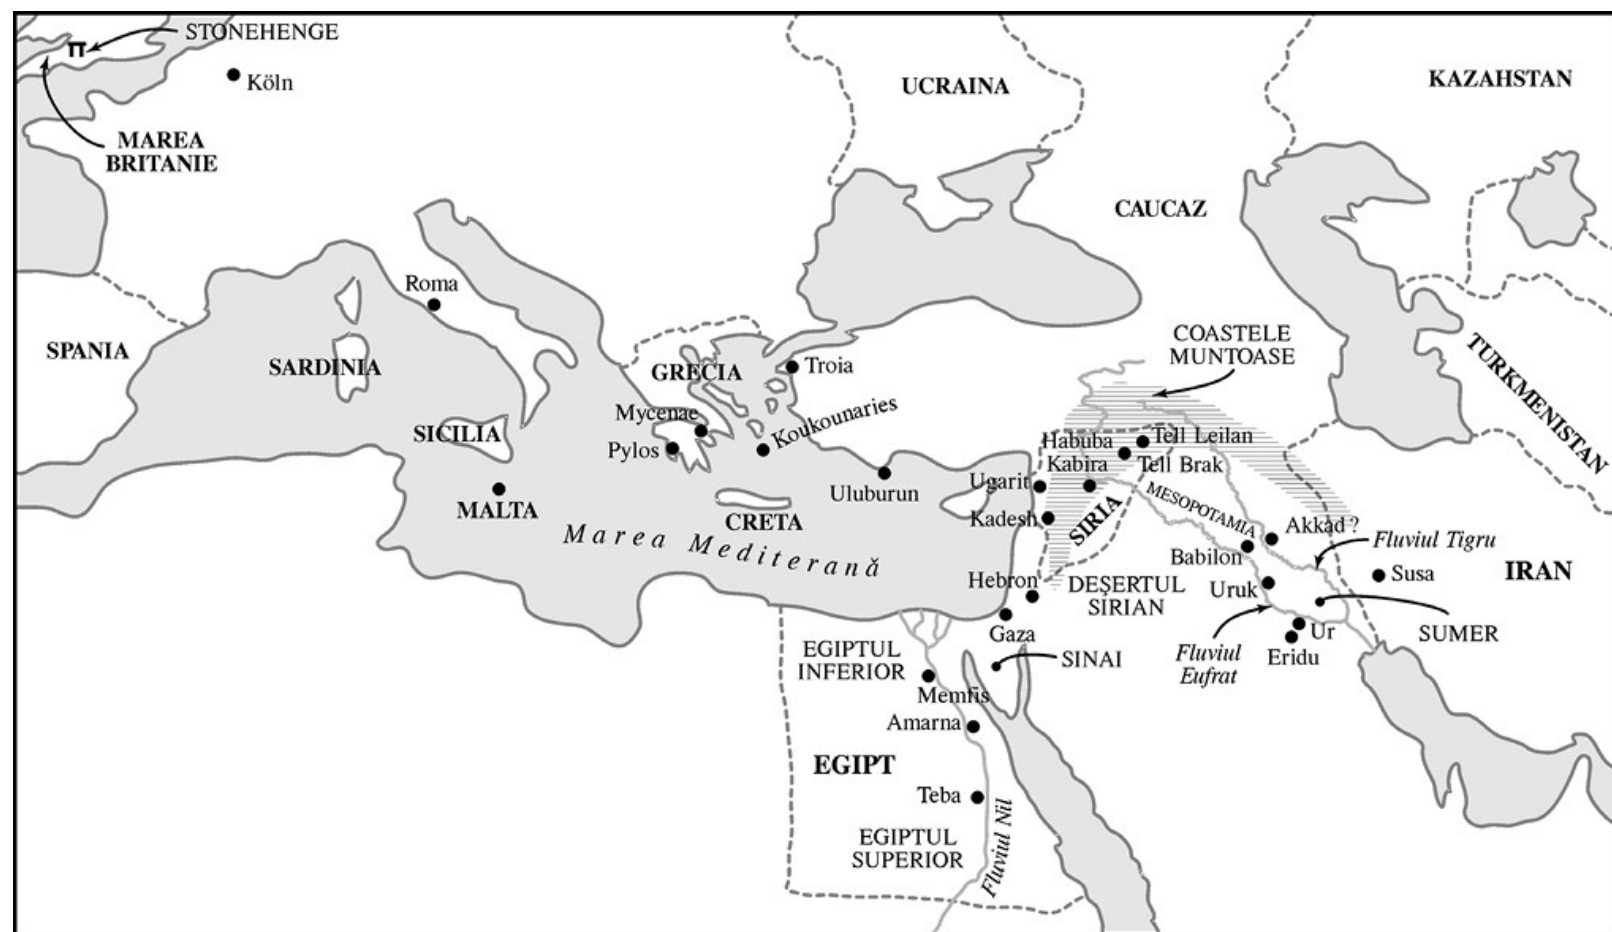 STONEHENGE
Köln
MAREA
BRITANIE
UCRAINA
KAZAHSTAN
CAUCAZ
Roma
SPANIA
SARDINIA
GRECIA
Troia
COASTELE
MUNTOASE
TURKMENISTAN
Mycenae
Koukounaries
SICILIA
Pylos
Habuba
Kabira
Tell Leilan
Tell Brak
Uluburun
Ugarit
MALTA
CRETA
Kadesh
SIRIA
MESOPOTAMIA
Akkad ?
Marea Mediterană
Fluviul Tigru
Babilon
Hebron
DEŞERTUL
SIRIAN
Uruk
Susa
IRAN
Gaza
Ur
SUMER
EGIPTUL
INFERIOR
SINAI
Fluviul
Eufrat
Eridu
Memfis
Amarna
EGIPT
Teba
Fluviul Nil
EGIPTUL
SUPERIOR